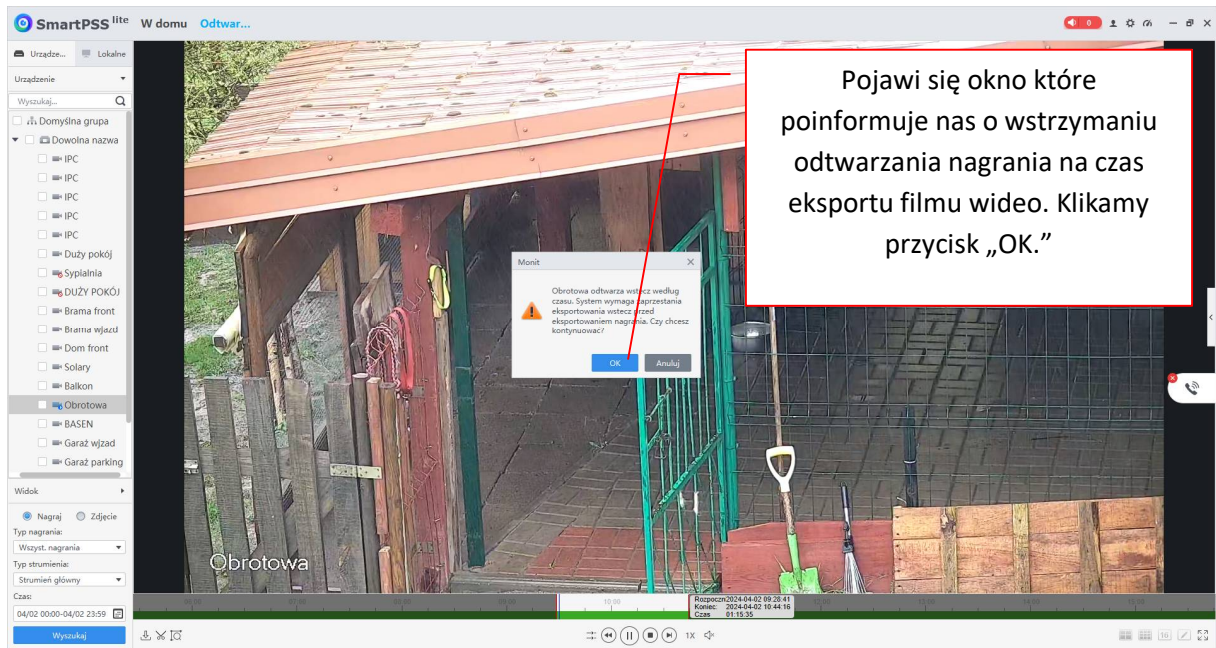 SmartPSS lite W domu Odtwar...
0
Urządze... Lokalne
Urządzenie
Wyszukaj...
Domyślna grupa
Dowolna nazwa
IPC
IPC
IPC
IPC
IPC
Duży pokój
Sypialnia
DUŻY POKÓJ
Brama front
Brama wjazd
Dom front
Solary
Balkon
Obrotowa
BASEN
Garaż wjzad
Garaż parking
Widok
Nagraj Zdjęcie
Typ nagrania:
Wszyst. nagrania
Typ strumienia:
Strumień główny
Czas:
04/02 00:00-04/02 23:59
Wyszukaj
Pojawi się okno które
poinformuje nas o wstrzymaniu
odtwarzania nagrania na czas
eksportu filmu wideo. Klikamy
przycisk „OK.”
Monit
Obrotowa odtwarza wstecz według
czasu. System wymaga zaprzestania
eksportowania wstecz przed
eksportowaniem nagrania. Czy chcesz
kontynuować?
OK Anuluj
Obrotowa
10:00
Rozpoczn2024-04-02 09:28:41
Koniec: 2024-04-02 10:44:16
Czas 01:15:35
1X
16